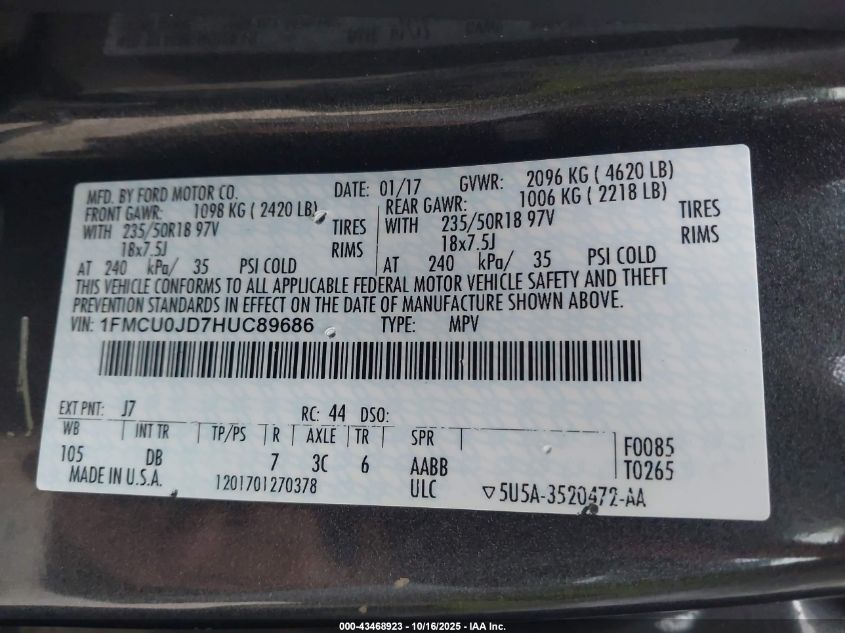 MFD. BY FORD MOTOR CO. DATE: 01/17 GVWR: 2096 KG ( 4620 LB)
FRONT GAWR: 1098 KG ( 2420 LB) REAR GAWR: 1006 KG ( 2218 LB)
WITH 235/50R18 97V TIRES WITH 235/50R18 97V TIRES
18x7.5J RIMS 18x7.5J RIMS
AT 240 kPa/ 35 PSI COLD AT 240 kPa/ 35 PSI COLD
THIS VEHICLE CONFORMS TO ALL APPLICABLE FEDERAL MOTOR VEHICLE SAFETY AND THEFT
PREVENTION STANDARDS IN EFFECT ON THE DATE OF MANUFACTURE SHOWN ABOVE.
VIN: 1FMCU0JD7HUC89686 TYPE: MPV
EXT PNT: J7 RC: 44 DSO:
WB INT TR TP/PS R AXLE TR SPR F0085
105 DB 7 3C 6 AABB T0265
MADE IN U.S.A. 1201701270378 ULC ▽5U5A-3520472-AA
000-43468923 - 10/16/2025 - IAA Inc.